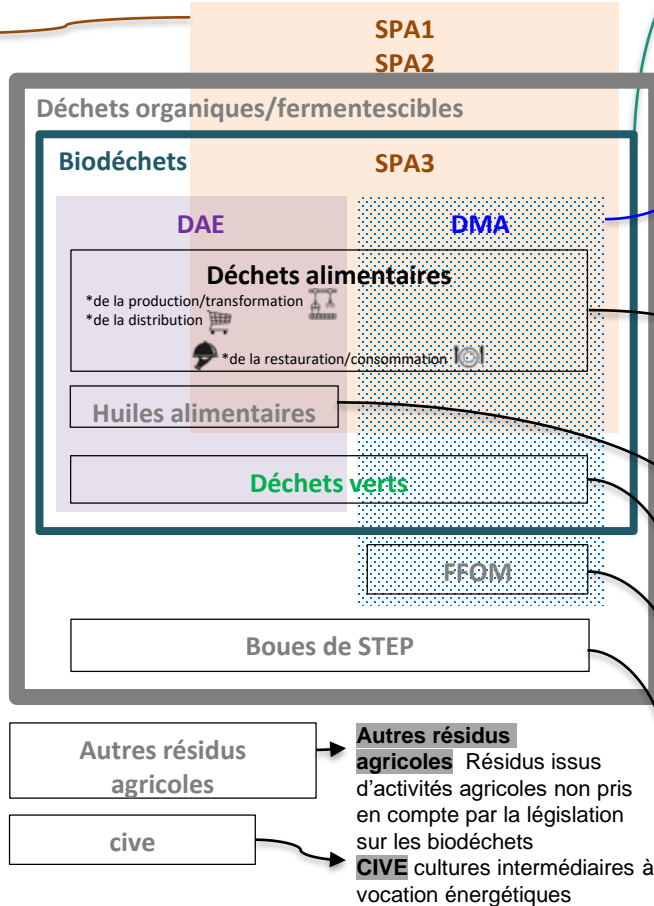 SPA1
SPA2
Déchets organiques/fermentescibles
Biodéchets
SPA3
DAE
DMA
Déchets alimentaires
*de la production/transformation
*de la distribution
*de la restauration/consommation
Huiles alimentaires
Déchets verts
FFOM
Boues de STEP
Autres résidus
agricoles
cive
Autres résidus
agricoles Résidus issus
d'activités agricoles non pris
en compte par la législation
sur les biodéchets
CIVE cultures intermédiaires à
vocation énergétiques